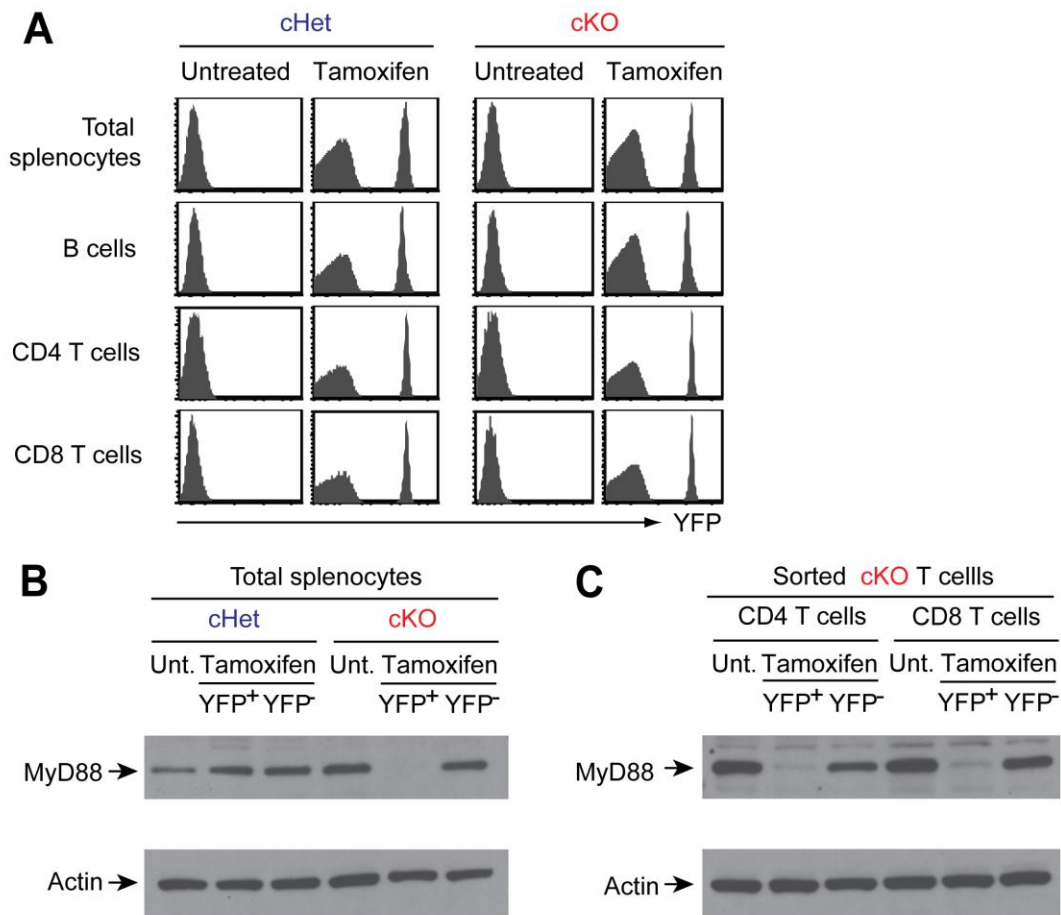 A
cHet cKO
Untreated Tamoxifen Untreated Tamoxifen
Total
splenocytes
B cells
CD4 T cells
CD8 T cells
YFP
B
Total splenocytes
cHet cKO
Unt. Tamoxifen Unt. Tamoxifen
YFP+ YFP- YFP+ YFP-
MyD88
Actin
C
Sorted cKO T cellls
CD4 T cells CD8 T cells
Unt. Tamoxifen Unt. Tamoxifen
YFP+ YFP- YFP+ YFP-
MyD88
Actin